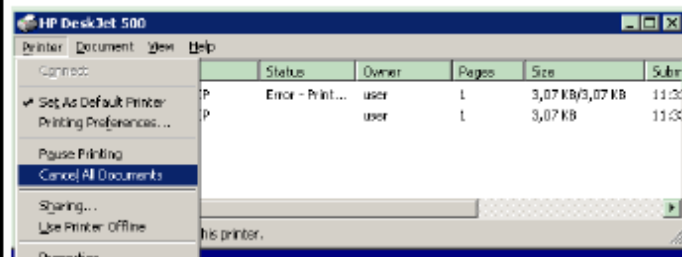 HP DeskJet 500
Printer Document View Help
Connect
Status Owner Pages Size Subm
Set As Default Printer
P Error - Print... user 1 3,07 KB/3,07 KB 11:3
Printing Preferences...
P user 1 3,07 KB 11:3
Pause Printing
Cancel All Documents
Sharing...
Use Printer Offline
his printer.
Properties